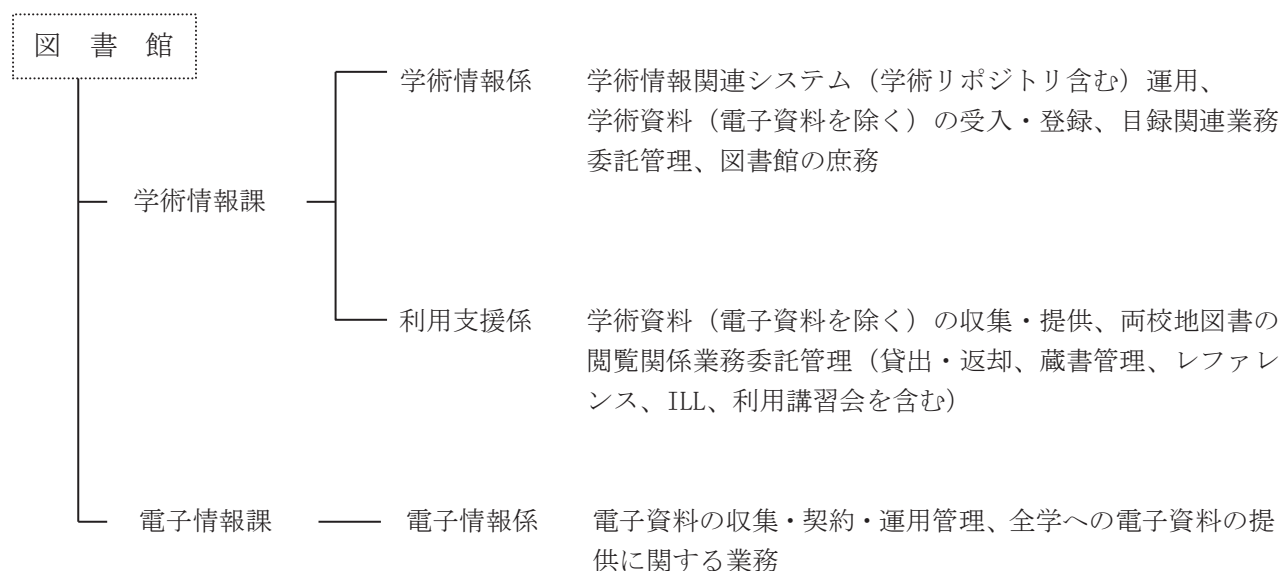 図 書 館
学術情報係
学術情報関連システム（学術リポジトリ含む）運用、
学術資料（電子資料を除く）の受入・登録、目録関連業務
委託管理、図書館の庶務
学術情報課
利用支援係
学術資料（電子資料を除く）の収集・提供、両校地図書の
閲覧関係業務委託管理（貸出・返却、蔵書管理、レファレ
ンス、ILL、利用講習会を含む）
電子情報課
電子情報係
電子資料の収集・契約・運用管理、全学への電子資料の提
供に関する業務